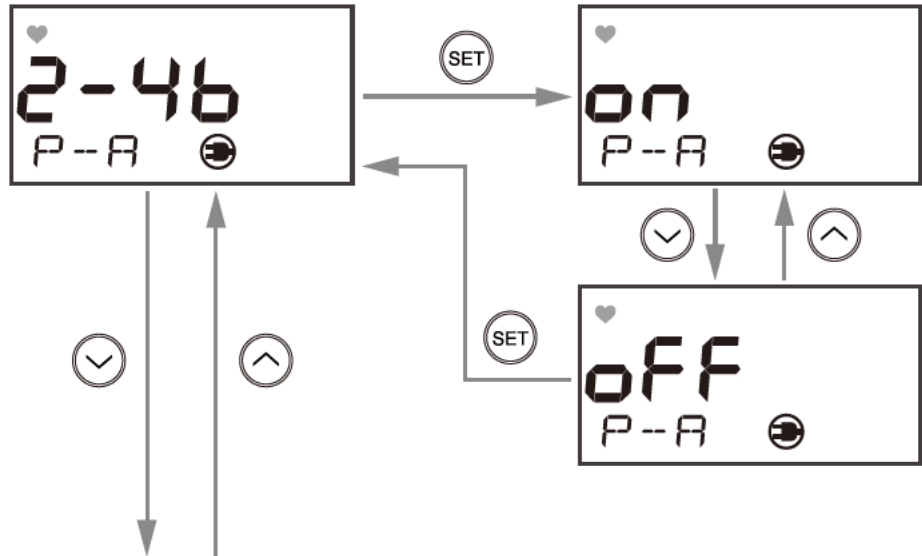 2-4b
P--A
SET
on
P--A
SET
oFF
P--A